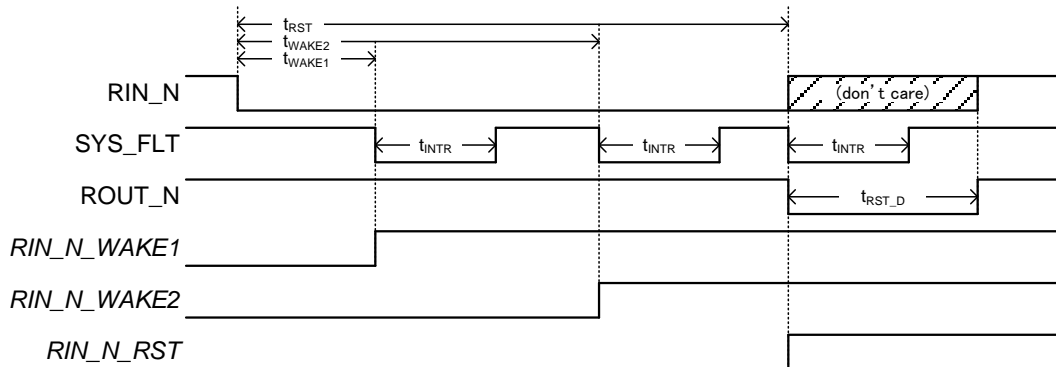 tRST
tWAKE2
tWAKE1
RIN_N
(don't care)
SYS_FLT
tINTR
tINTR
tINTR
ROUT_N
tRST_D
RIN_N_WAKE1
RIN_N_WAKE2
RIN_N_RST